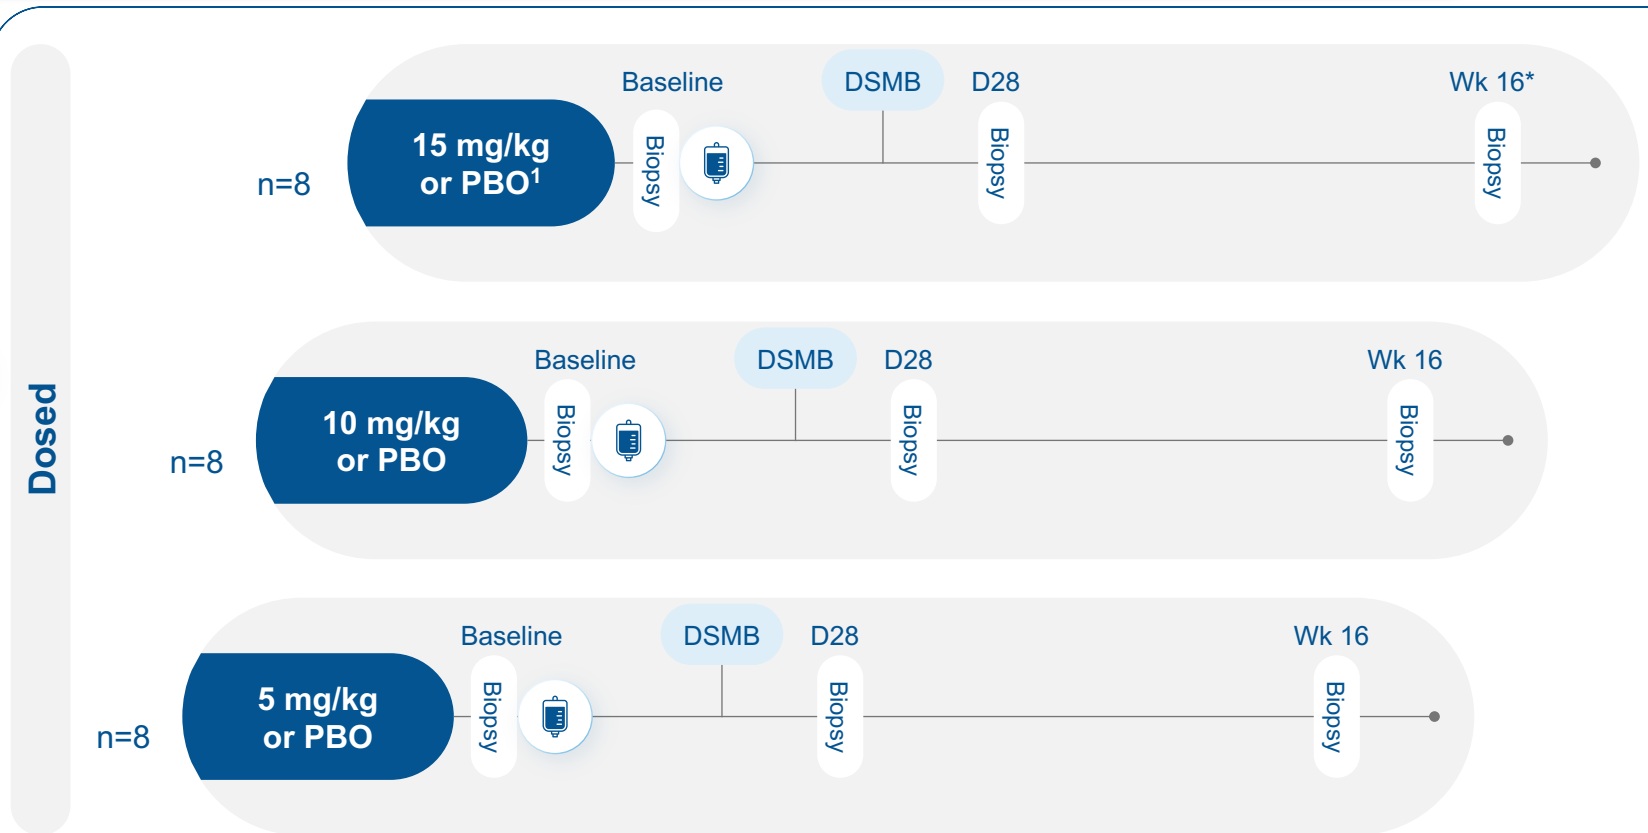 Dosed
Baseline
DSMB
D28
Wk 16*
n=8
15 mg/kg
or PBO¹
Biopsy
Biopsy
Biopsy
Baseline
DSMB
D28
Wk 16
n=8
10 mg/kg
or PBO
Biopsy
Biopsy
Biopsy
Baseline
DSMB
D28
Wk 16
n=8
5 mg/kg
or PBO
Biopsy
Biopsy
Biopsy